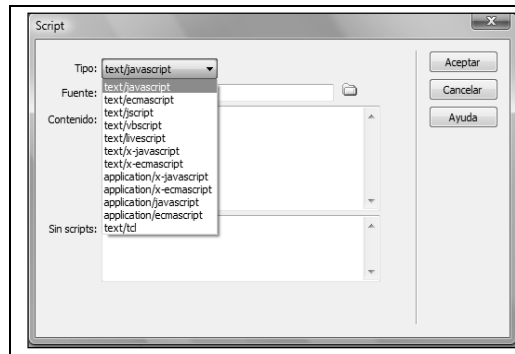 Script
Tipo: text/javascript
text/javascript
Fuente:
text/ecmascript
Contenido:
text/jscript
text/vbscript
text/livescript
text/x-javascript
text/x-ecmascript
application/x-javascript
application/x-ecmascript
application/javascript
application/ecmascript
Sin scripts:
text/tcl
Aceptar
Cancelar
Ayuda